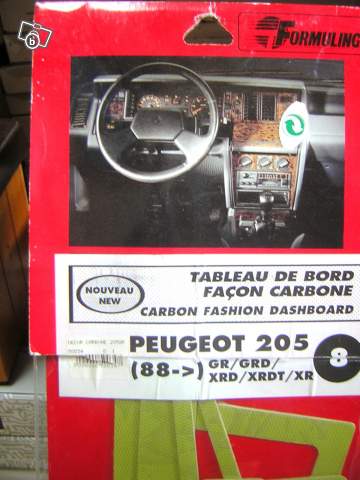 FORMULING
TABLEAU DE BORD
FAÇON CARBONE
CARBON FASHION DASHBOARD
NOUVEAU
NEW
PEUGEOT 205
(88->) GR/GRD/
XRD/XRDT/XR
8